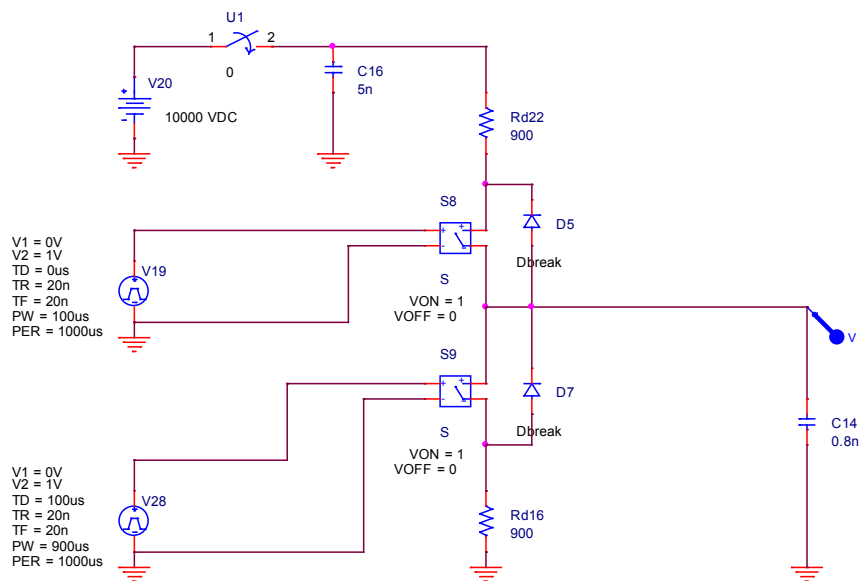 U1
1 2
0
V20
10000 VDC
C16
5n
Rd22
900
S8
D5
Dbreak
S
VON = 1
VOFF = 0
V1 = 0V
V2 = 1V
TD = 0us
TR = 20n
TF = 20n
PW = 100us
PER = 1000us
V19
V
S9
D7
Dbreak
S
VON = 1
VOFF = 0
C14
0.8n
V1 = 0V
V2 = 1V
TD = 100us
TR = 20n
TF = 20n
PW = 900us
PER = 1000us
V28
Rd16
900